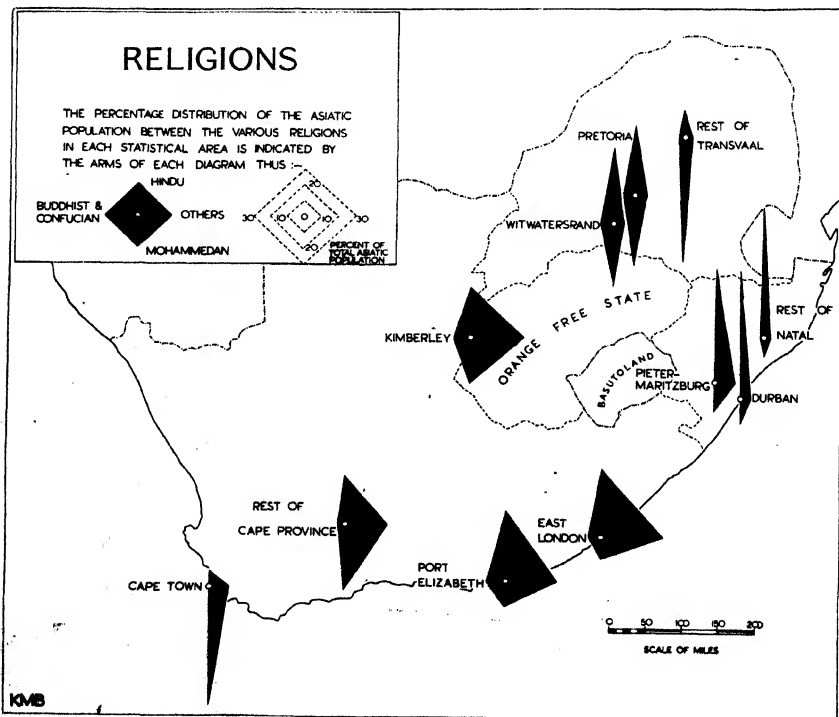 RELIGIONS
THE PERCENTAGE DISTRIBUTION OF THE ASIATIC
POPULATION BETWEEN THE VARIOUS RELIGIONS
IN EACH STATISTICAL AREA IS INDICATED BY
THE ARMS OF EACH DIAGRAM THUS :-
HINDU
BUDDHIST &
CONFUCIAN
OTHERS
MOHAMMEDAN
20
30 10 0 10 30
20
PERCENT OF
TOTAL ASIATIC
POPULATION
PRETORIA
REST OF
TRANSVAAL
WITWATERSRAND
KIMBERLEY
ORANGE FREE STATE
BASUTOLAND
REST OF
NATAL
PIETER-
MARITZBURG
DURBAN
REST OF
CAPE PROVINCE
EAST
LONDON
PORT
ELIZABETH
CAPE TOWN
0 50 100 150 200
SCALE OF MILES
KMB